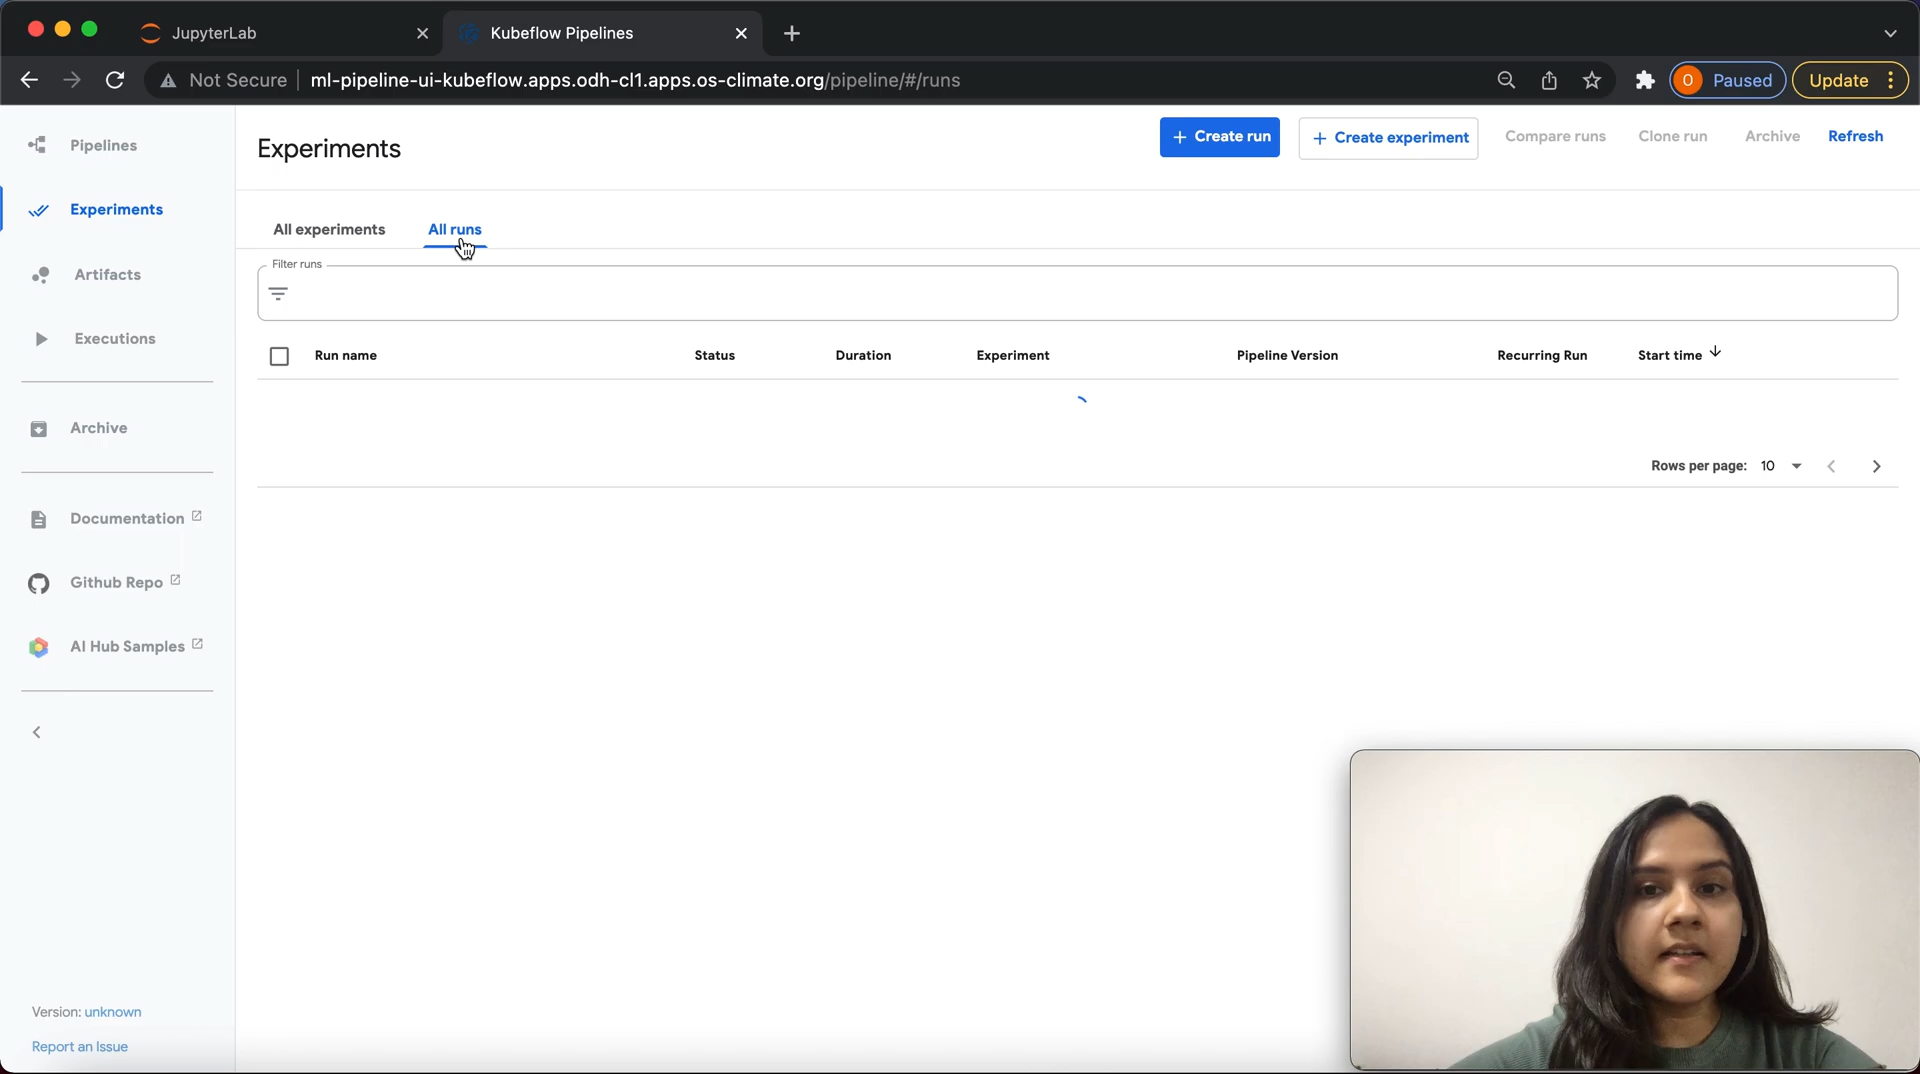 JupyterLab
Kubeflow Pipelines
Not Secure
ml-pipeline-ui-kubeflow.apps.odh-cl1.apps.os-climate.org/pipeline/#/runs
O Paused
Update
Pipelines
Experiments
Artifacts
Executions
Archive
Documentation
Github Repo
AI Hub Samples
Version: unknown
Report an Issue
Experiments
+ Create run
+ Create experiment
Compare runs
Clone run
Archive
Refresh
All experiments
All runs
Filter runs
Run name
Status
Duration
Experiment
Pipeline Version
Recurring Run
Start time
Rows per page: 10